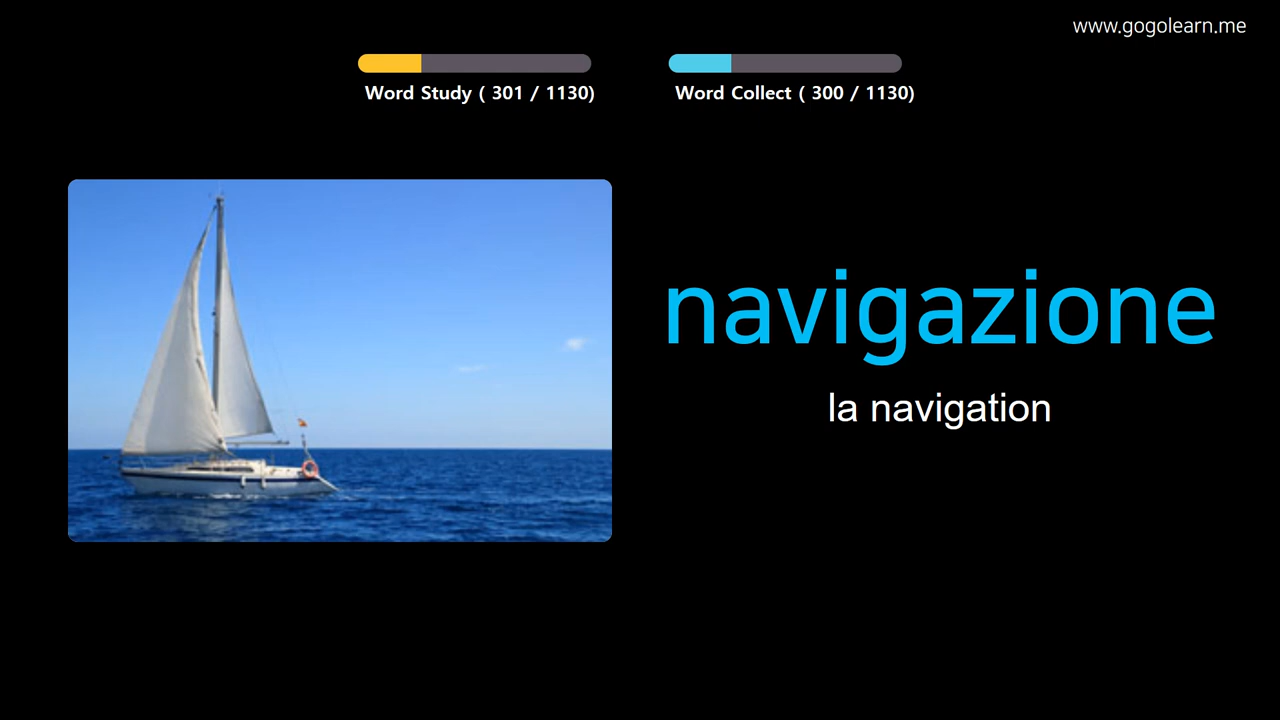 www.gogolearn.me
Word Study ( 301 / 1130)
Word Collect ( 300 / 1130)
navigazione
la navigation